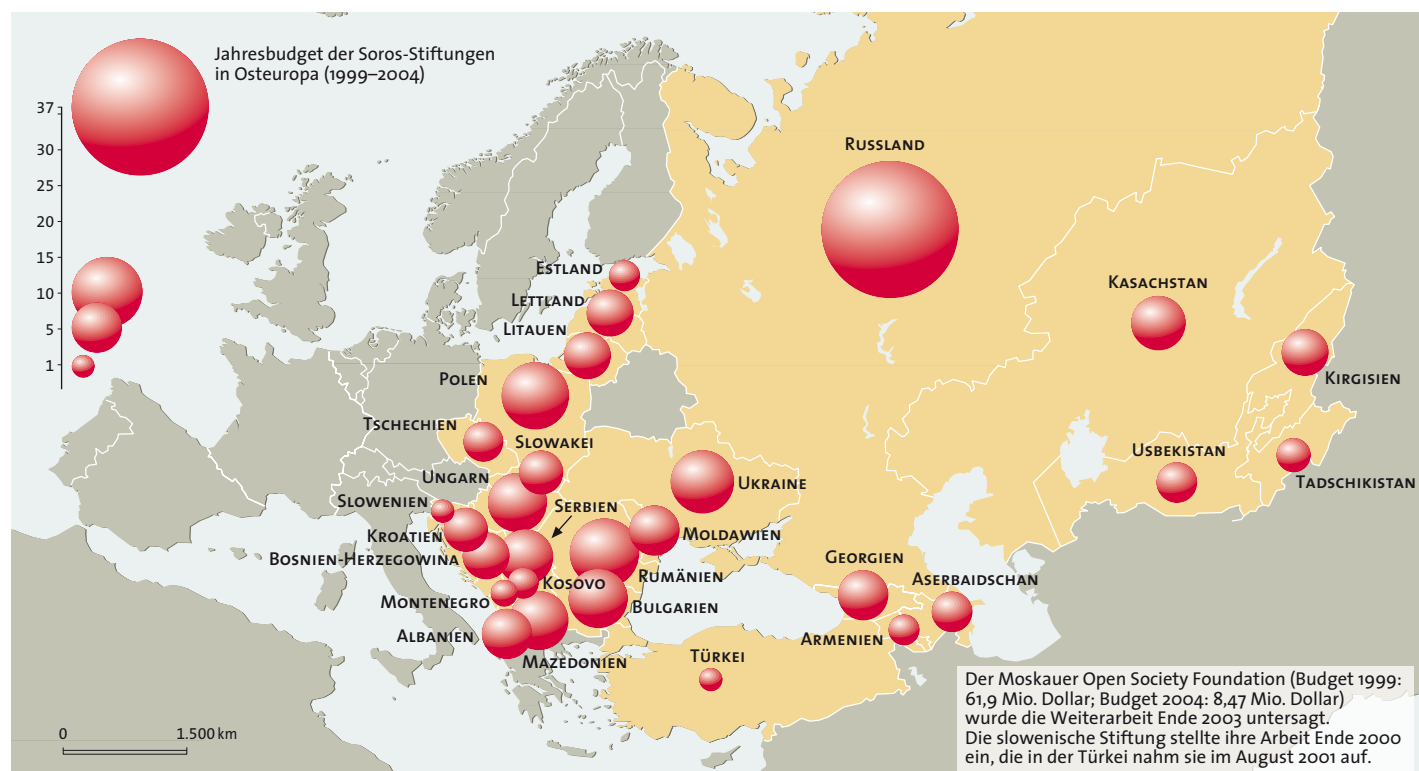 Jahresbudget der Soros-Stiftungen
in Osteuropa (1999–2004)
37
30
25
20
15
10
5
1
RUSSLAND
ESTLAND
LETTLAND
LITAUEN
KASACHSTAN
KIRGISIEN
POLEN
TSCHECHIEN
SLOWAKEI
UNGARN
UKRAINE
USBEKISTAN
TADSCHIKISTAN
SLOWENIEN
SERBIEN
KROATIEN
MOLDAWIEN
BOSNIEN-HERZEGOWINA
GEORGIEN
KOSOVO
RUMÄNIEN
ASERBAIDSCHAN
MONTENEGRO
BULGARIEN
ALBANIEN
ARMENIEN
MAZEDONIEN
TÜRKEI
0 1.500 km
Der Moskauer Open Society Foundation (Budget 1999:
61,9 Mio. Dollar; Budget 2004: 8,47 Mio. Dollar)
wurde die Weiterarbeit Ende 2003 untersagt.
Die slowenische Stiftung stellte ihre Arbeit Ende 2000
ein, die in der Türkei nahm sie im August 2001 auf.